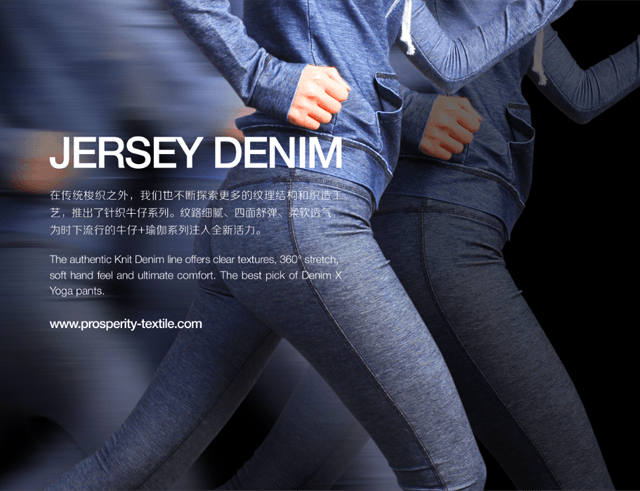 JERSEY DENIM
在传统梭织之外，我们也不断探索更多的纹理结构和织造工
艺，推出了针织牛仔系列。纹路细腻、四面舒弹、柔软透气，
为时下流行的牛仔+瑜伽系列注入全新活力。
The authentic Knit Denim line offers clear textures, 360° stretch,
soft hand feel and ultimate comfort. The best pick of Denim X
Yoga pants.
www.prosperity-textile.com